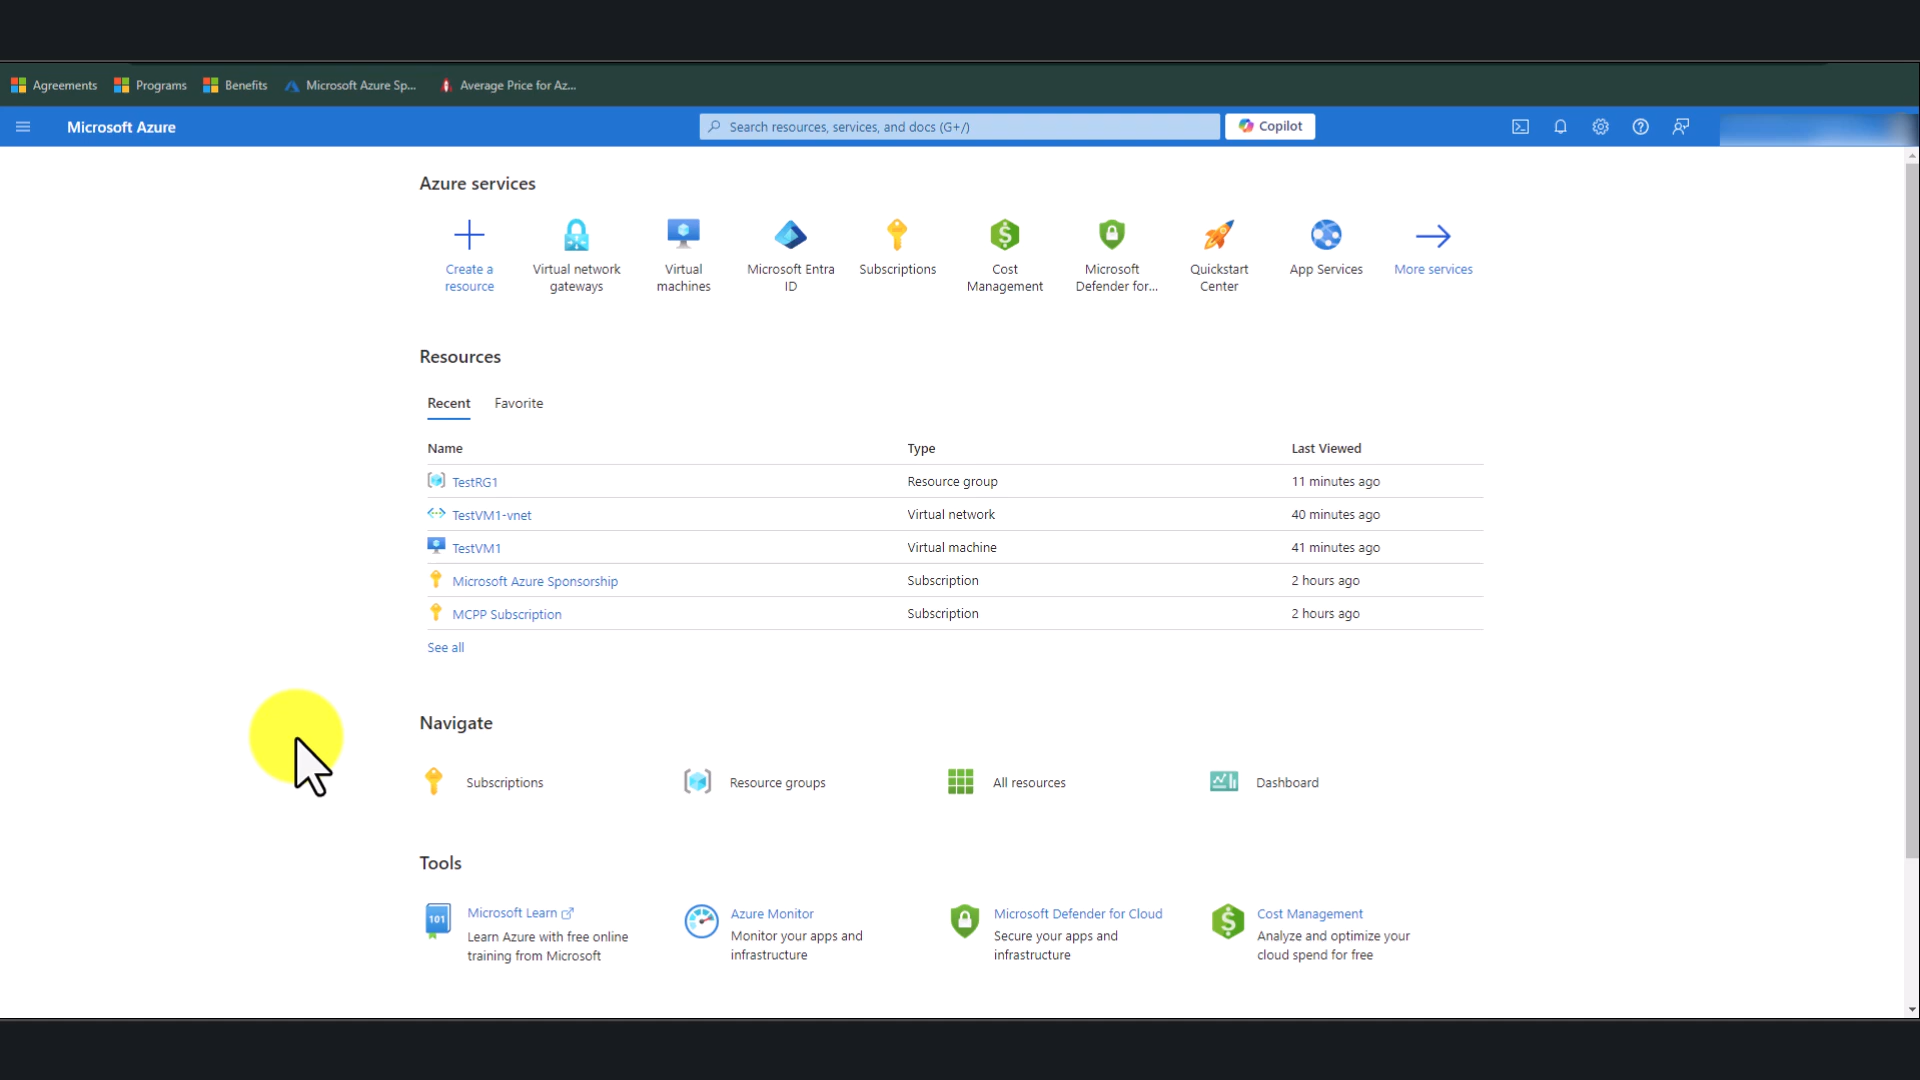 Agreements Programs Benefits Microsoft Azure Sp... Average Price for Az...
Microsoft Azure Search resources, services, and docs (G+/) Copilot
Azure services
Create a resource
Virtual network gateways
Virtual machines
Microsoft Entra ID
Subscriptions
Cost Management
Microsoft Defender for...
Quickstart Center
App Services
More services
Resources
Recent Favorite
Name Type Last Viewed
TestRG1 Resource group 11 minutes ago
TestVM1-vnet Virtual network 40 minutes ago
TestVM1 Virtual machine 41 minutes ago
Microsoft Azure Sponsorship Subscription 2 hours ago
MCPP Subscription Subscription 2 hours ago
See all
Navigate
Subscriptions Resource groups All resources Dashboard
Tools
101
Microsoft Learn
Learn Azure with free online
training from Microsoft
Azure Monitor
Monitor your apps and
infrastructure
Microsoft Defender for Cloud
Secure your apps and
infrastructure
Cost Management
Analyze and optimize your
cloud spend for free